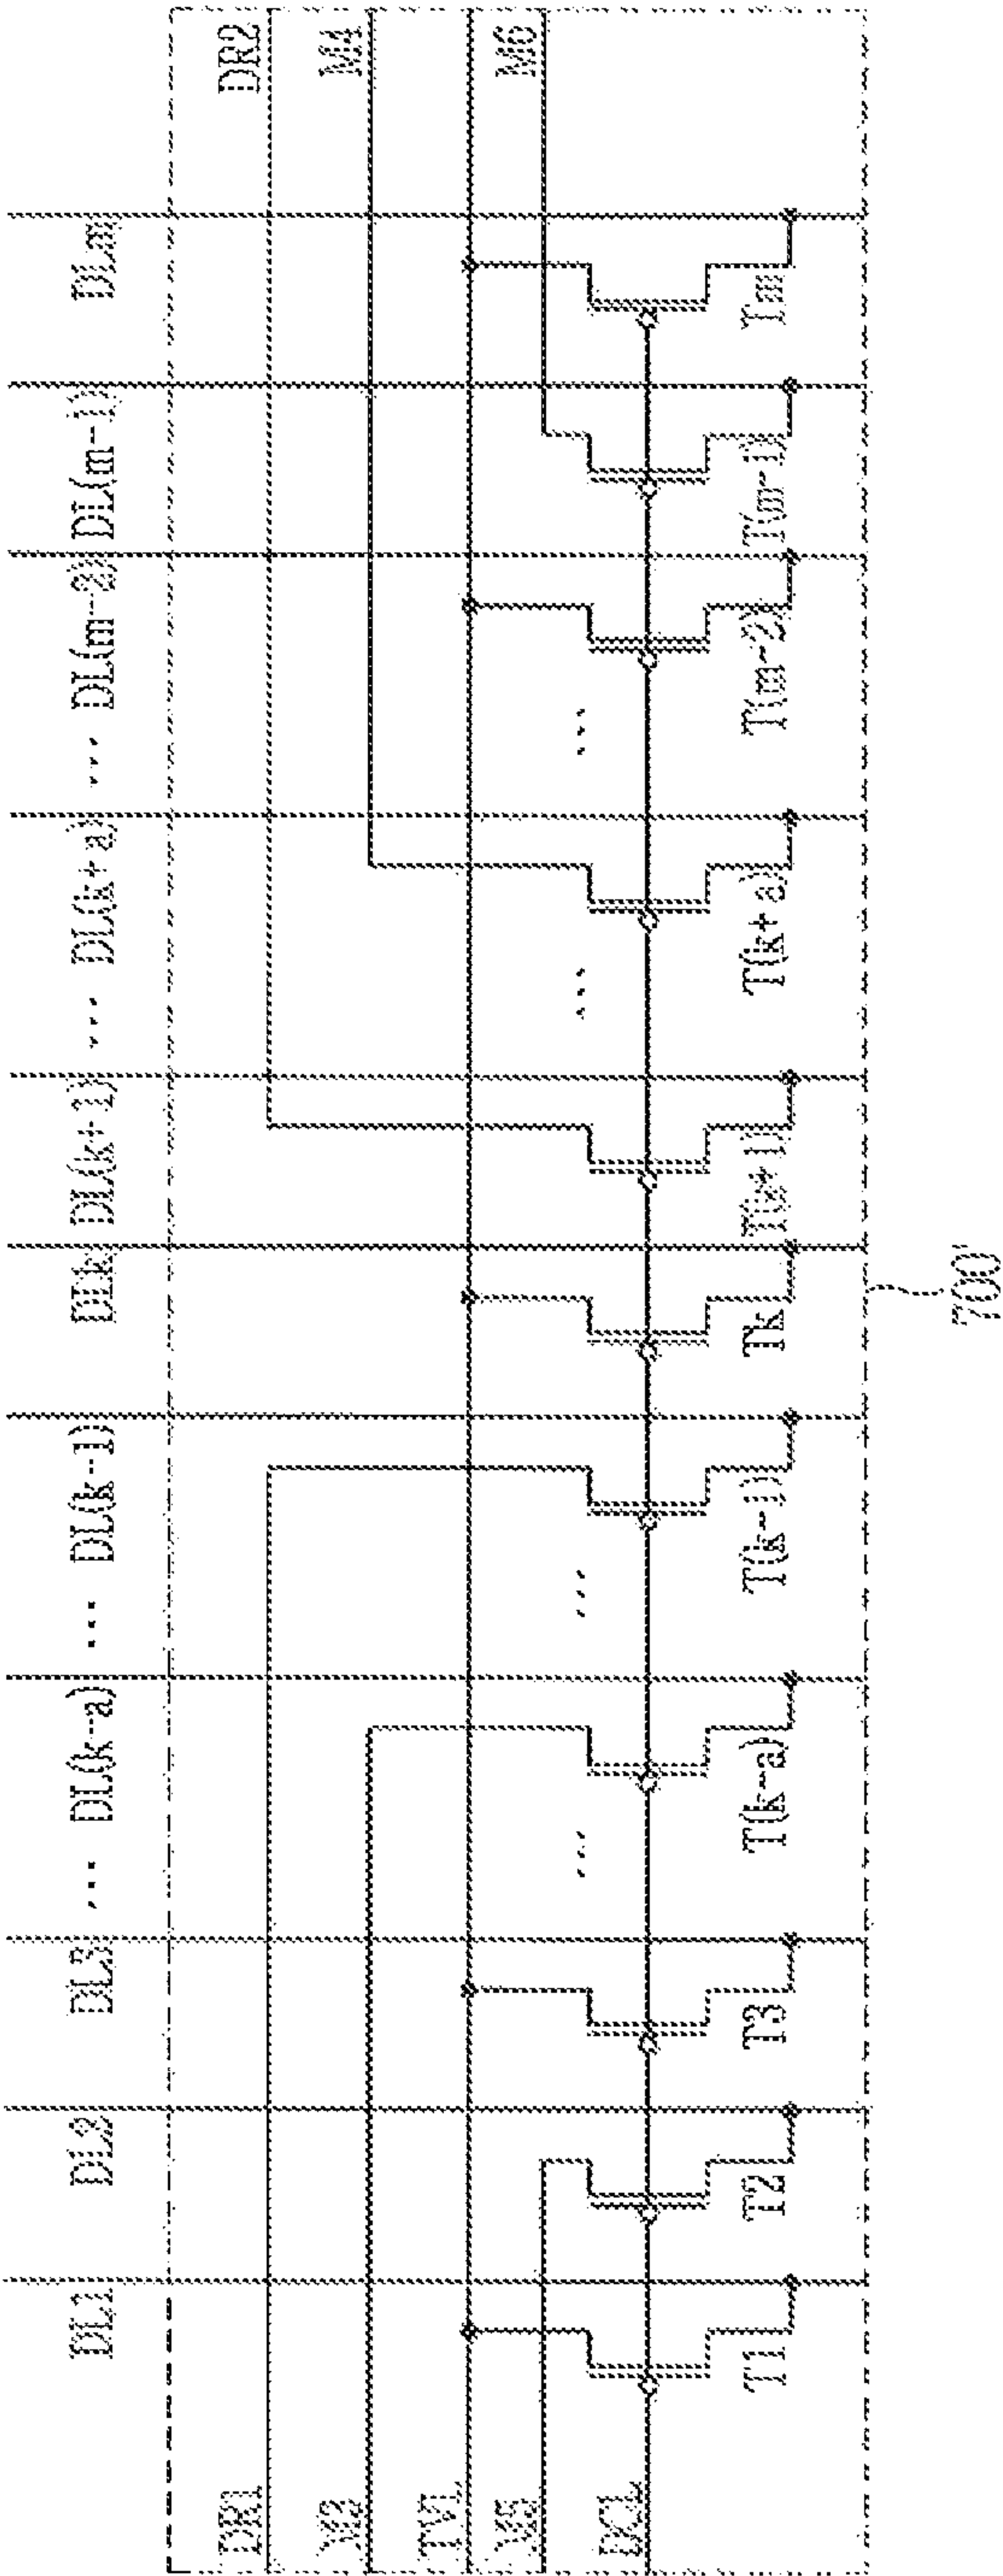 DL1 DL2 DL3 ... DL(k-a) ... DL(k-1) DLk DL(k+1) ... DL(k+a) ... DL(m-2) DL(m-1) DLm
DR1 DR2
M3 M4
TVL
M5 M6
DCL
... ... ... ...
T1 T2 T3 T(k-a) T(k-1) Tk T(k+1) T(k+a) T(m-2) T(m-1) Tm
700'